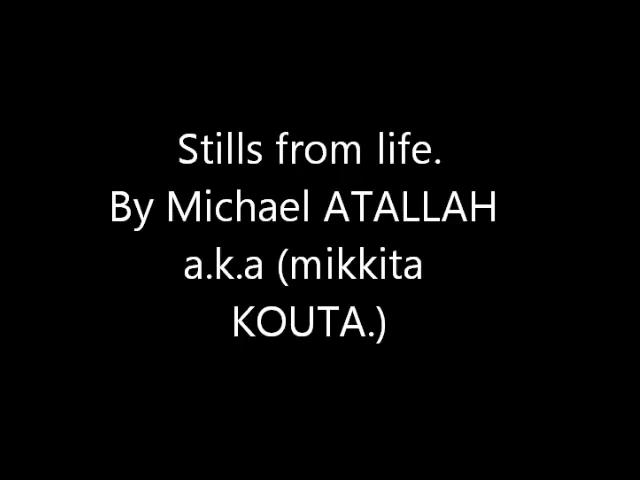 Stills from life.
By Michael ATALLAH
a.k.a (mikkita
KOUTA.)